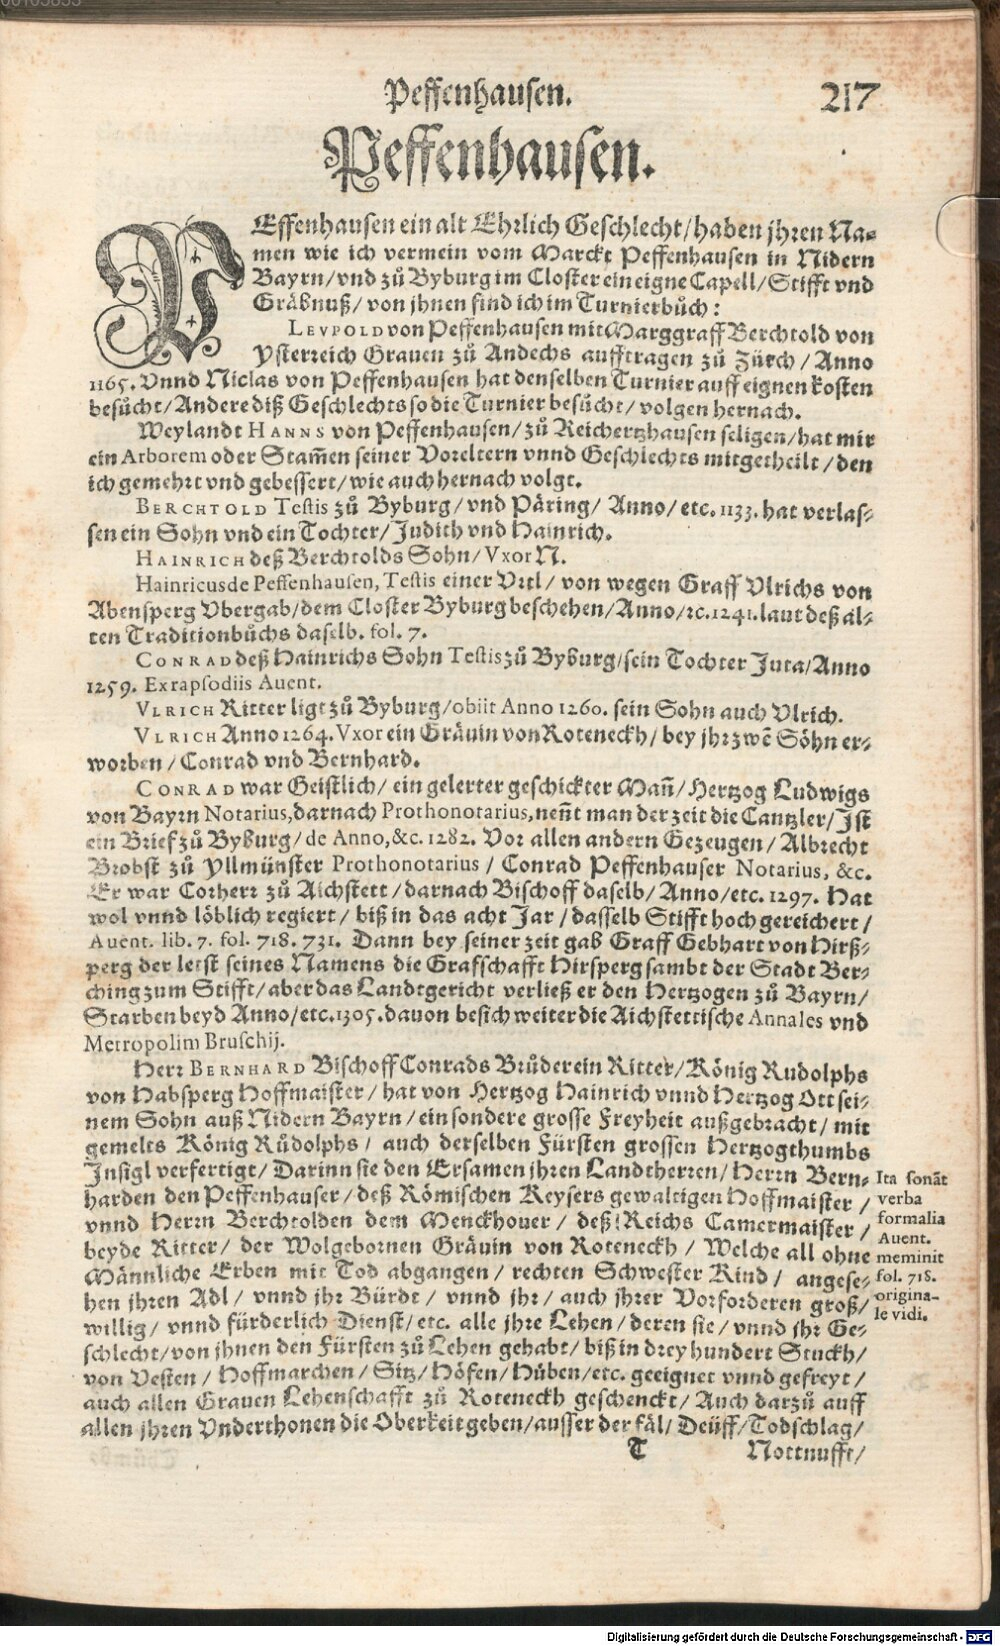 Peffenhausen. 217
Peffenhausen.
PEffenhausen ein alt Ehrlich Geschlecht/haben jhren Na-
men wie ich vermein vom Marckt Peffenhausen in Nidern
Bayrn/vnd zů Byburg im Closter ein eigne Capell/Stifft vnd
Gräbnuß/von jhnen find ich im Turnierbůch:
LEVPOLD von Peffenhausen mit Marggraff Berchtold von
Ysterreich Grauen zů Andechs aufftragen zů Zürch/Anno
1165. Vnnd Niclas von Peffenhausen hat denselben Turnier auff eignen kosten
besůcht/Andere diß Geschlechts so die Turnier besůcht/volgen hernach.
Weylandt HANNS von Peffenhausen/zů Reichertzhausen seligen/hat mir
ein Arborem oder Stam̃en seiner Voreltern vnnd Geschlechts mitgetheilt/den
ich gemehrt vnd gebessert/wie auch hernach volgt.
BERCHTOLD Testis zů Byburg/vnd Päring/Anno/etc. 1133. hat verlas-
sen ein Sohn vnd ein Tochter/Judith vnd Hainrich.
HAINRICH deß Berchtolds Sohn/Vxor N.
Hainricus de Peffenhausen, Testis einer Vrtl/von wegen Graff Vlrichs von
Abensperg Vbergab/dem Closter Byburg beschehen/Anno/ꝛc. 1241. laut deß al-
ten Traditionbůchs daselb. fol. 7.
CONRAD deß Hainrichs Sohn Testis zů Byburg/sein Tochter Juta/Anno
1259. Ex rapsodiis Auent.
VLRICH Ritter ligt zů Byburg/obiit Anno 1260. sein Sohn auch Vlrich.
VLRICH Anno 1264. Vxor ein Gräuin von Roteneckh/bey jhr zwẽ Söhn er-
worben/Conrad vnd Bernhard.
CONRAD war Geistlich/ein gelerter geschickter Mañ/Hertzog Ludwigs
von Bayrn Notarius, darnach Prothonotarius, neñt man der zeit die Cantzler/Ist
ein Brief zů Byburg/de Anno, &c. 1282. Vor allen andern Gezeugen/Albrecht
Brobst zů Yllmünster Prothonotarius/Conrad Peffenhauser Notarius, &c.
Er war Corherr zů Aichstett/darnach Bischoff daselb/Anno/etc. 1297. Hat
wol vnnd löblich regiert/biß in das acht Jar/dasselb Stifft hoch gereichert/
Auent. lib. 7. fol. 718. 731. Dann bey seiner zeit gab Graff Gebhart von Hirß-
perg der letst seines Namens die Grafschafft Hirsperg sambt der Stadt Ber-
ching zum Stifft/aber das Landtgericht verließ er den Hertzogen zů Bayrn/
Starben beyd Anno/etc. 1305. dauon besich weiter die Aichstettische Annales vnd
Metropolim Bruschij.
Herr BERNHARD Bischoff Conrads Brůder ein Ritter/König Rudolphs
von Habsperg Hoffmaister/hat von Hertzog Hainrich vnnd Hertzog Ott sei-
nem Sohn auß Nidern Bayrn/ein sondere grosse Freyheit außgebracht/mit
gemelts König Růdolphs/auch derselben Fürsten grossen Hertzogthumbs
Insigl verfertigt/Darinn sie den Ersamen jhren Landtherren/Herrn Bern-
harden den Peffenhauser/deß Römischen Keysers gewaltigen Hoffmaister/
vnnd Herrn Berchtolden dem Menckhouer/deß Reichs Camermaister/
beyde Ritter/der Wolgebornen Gräuin von Roteneckh/Welche all ohne
Männliche Erben mit Tod abgangen/rechten Schwester Kind/angese-
hen jhren Adl/vnnd jhr Bürde/vnnd jhr/auch jhrer Vorforderen groß/
willig/vnnd fürderlich Dienst/etc. alle jhre Lehen/deren sie/vnnd jhr Ge-
schlecht/von jhnen den Fürsten zů Lehen gehabt/biß in drey hundert Stuckh/
von Vesten/Hoffmarchen/Sitz/Höfen/Hůben/etc. geeignet vnnd gefreyt/
auch allen Grauen Lehenschafft zů Roteneckh geschenckt/Auch darzů auff
allen jhren Vnderthonen die Oberkeit geben/ausser der fäl/Deüff/Todschlag/
T Nottnufft/
Ita sonāt
verba
formalia
Auent.
meminit
fol. 718.
origina-
le vidi.
Digitalisierung gefördert durch die Deutsche Forschungsgemeinschaft - DFG